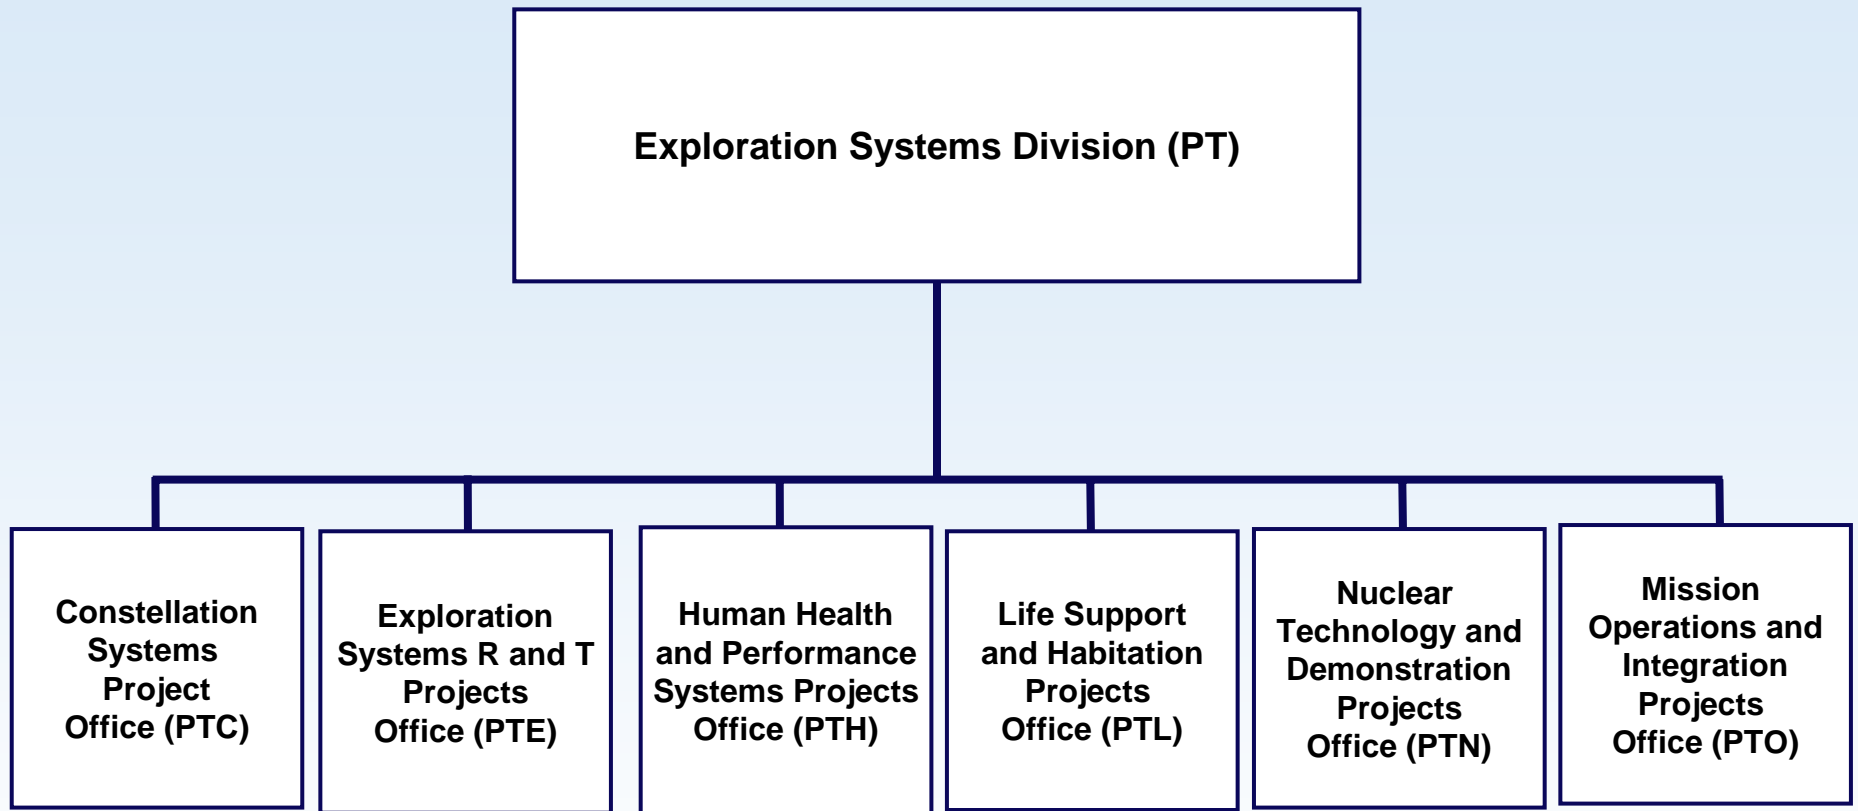 Exploration Systems Division (PT)
Constellation
Systems
Project
Office (PTC)
Exploration
Systems R and T
Projects
Office (PTE)
Human Health
and Performance
Systems Projects
Office (PTH)
Life Support
and Habitation
Projects
Office (PTL)
Nuclear
Technology and
Demonstration
Projects
Office (PTN)
Mission
Operations and
Integration
Projects
Office (PTO)